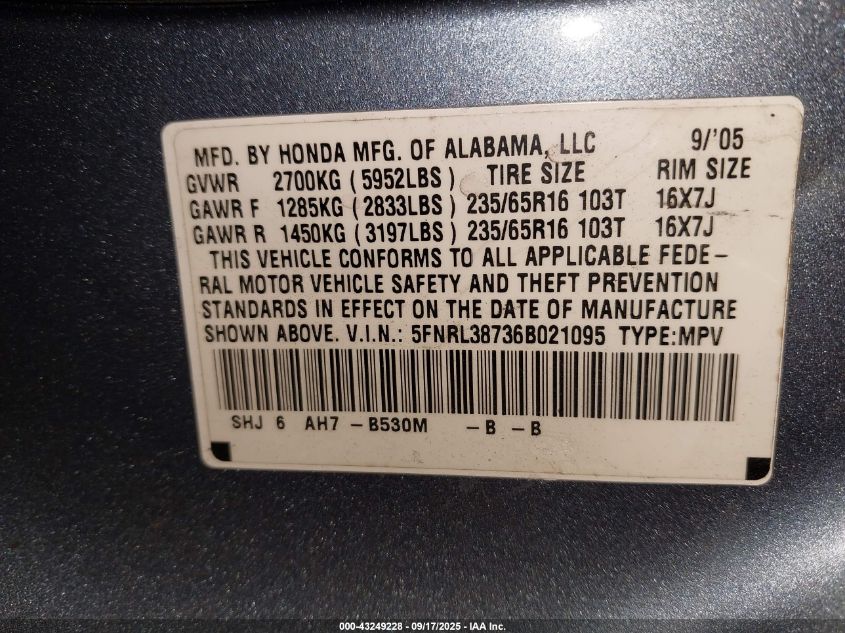 MFD. BY HONDA MFG. OF ALABAMA, LLC 9/'05
GVWR 2700KG (5952LBS) TIRE SIZE RIM SIZE
GAWR F 1285KG (2833LBS) 235/65R16 103T 16X7J
GAWR R 1450KG (3197LBS) 235/65R16 103T 16X7J
THIS VEHICLE CONFORMS TO ALL APPLICABLE FEDE-
RAL MOTOR VEHICLE SAFETY AND THEFT PREVENTION
STANDARDS IN EFFECT ON THE DATE OF MANUFACTURE
SHOWN ABOVE. V.I.N.: 5FNRL38736B021095 TYPE:MPV
SHJ 6 AH7 -B530M -B -B
000-43249228 - 09/17/2025 - IAA Inc.